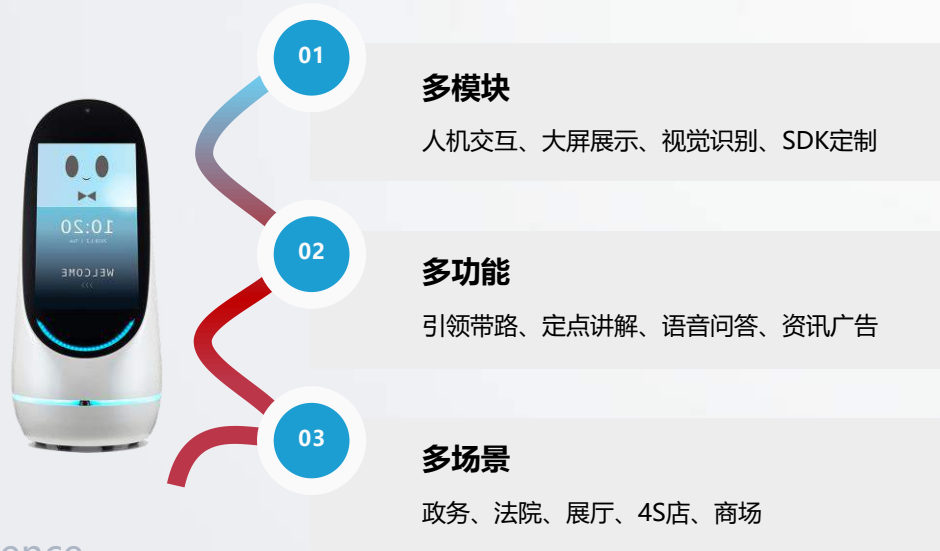 01
多模块
人机交互、大屏展示、视觉识别、SDK定制
10:20
WELCOME
02
多功能
引领带路、定点讲解、语音问答、资讯广告
03
多场景
政务、法院、展厅、4S店、商场